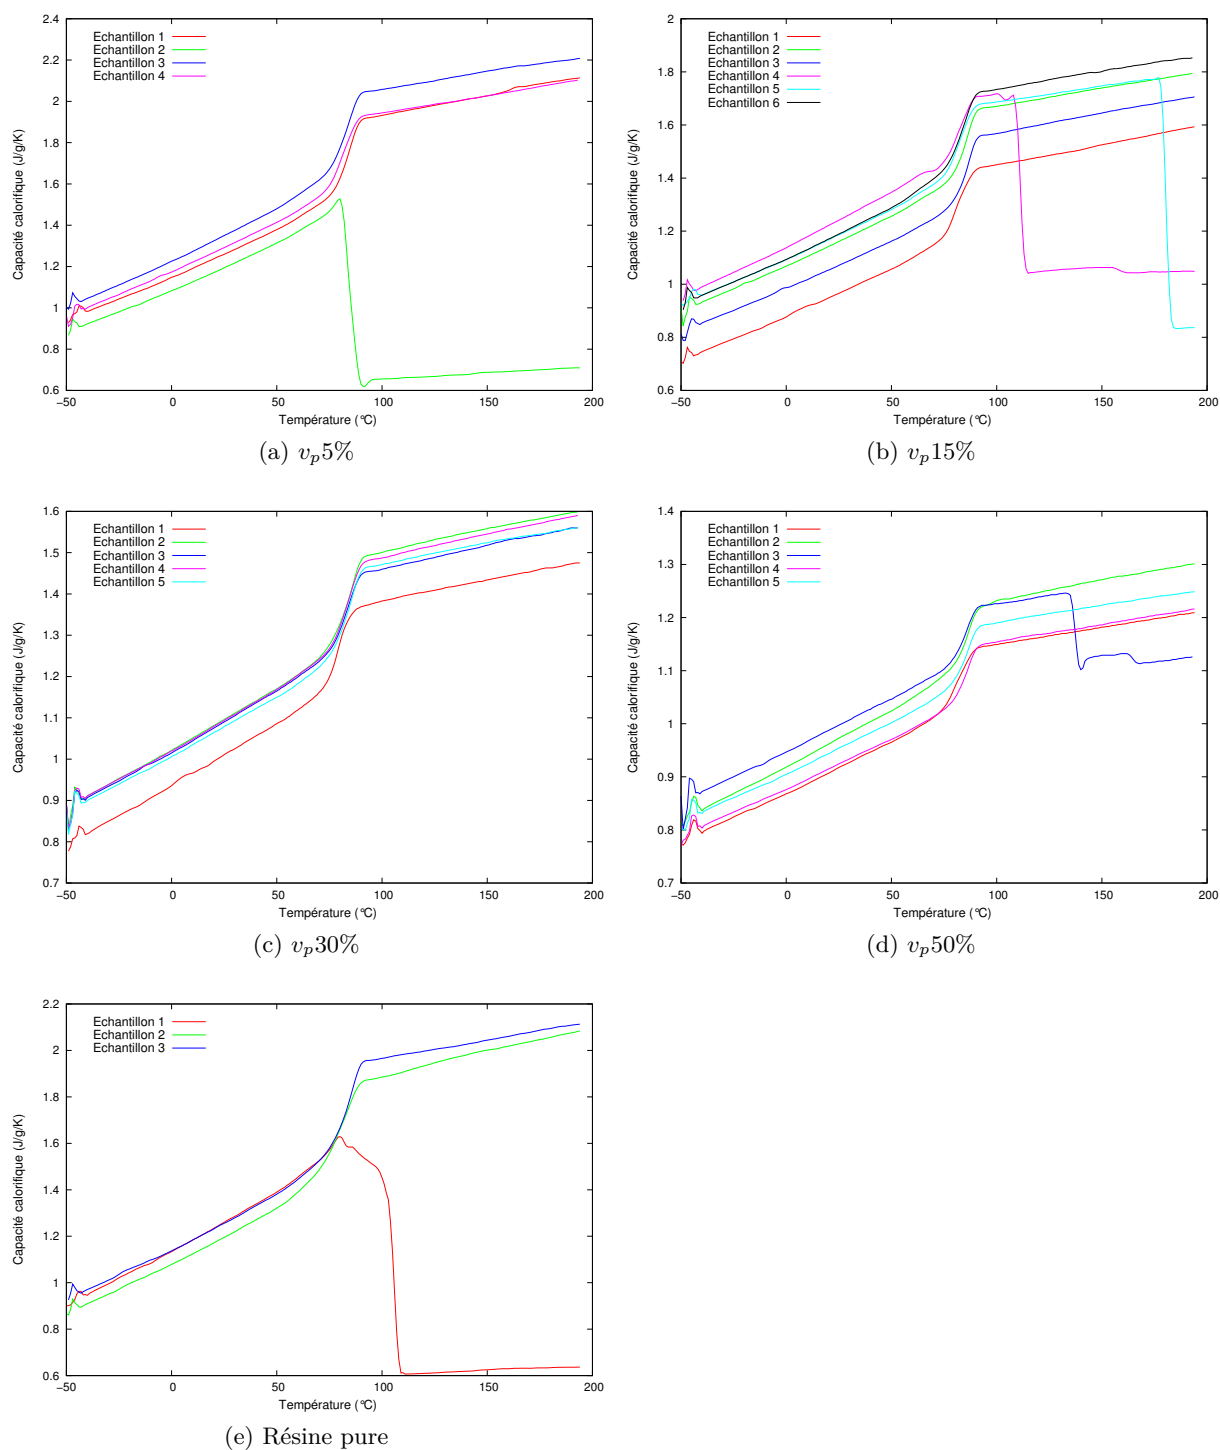 2.4
2.2
2
1.8
1.6
1.4
1.2
1
0.8
0.6
−50
0
50
100
150
200
Capacité calorifique (J/g/K)
Température (°C)
Echantillon 1
Echantillon 2
Echantillon 3
Echantillon 4
(a) vp5%
2
1.8
1.6
1.4
1.2
1
0.8
0.6
−50
0
50
100
150
200
Capacité calorifique (J/g/K)
Température (°C)
Echantillon 1
Echantillon 2
Echantillon 3
Echantillon 4
Echantillon 5
Echantillon 6
(b) vp15%
1.6
1.5
1.4
1.3
1.2
1.1
1
0.9
0.8
0.7
−50
0
50
100
150
200
Capacité calorifique (J/g/K)
Température (°C)
Echantillon 1
Echantillon 2
Echantillon 3
Echantillon 4
Echantillon 5
(c) vp30%
1.4
1.3
1.2
1.1
1
0.9
0.8
0.7
−50
0
50
100
150
200
Capacité calorifique (J/g/K)
Température (°C)
Echantillon 1
Echantillon 2
Echantillon 3
Echantillon 4
Echantillon 5
(d) vp50%
2.2
2
1.8
1.6
1.4
1.2
1
0.8
0.6
−50
0
50
100
150
200
Capacité calorifique (J/g/K)
Température (°C)
Echantillon 1
Echantillon 2
Echantillon 3
(e) Résine pure